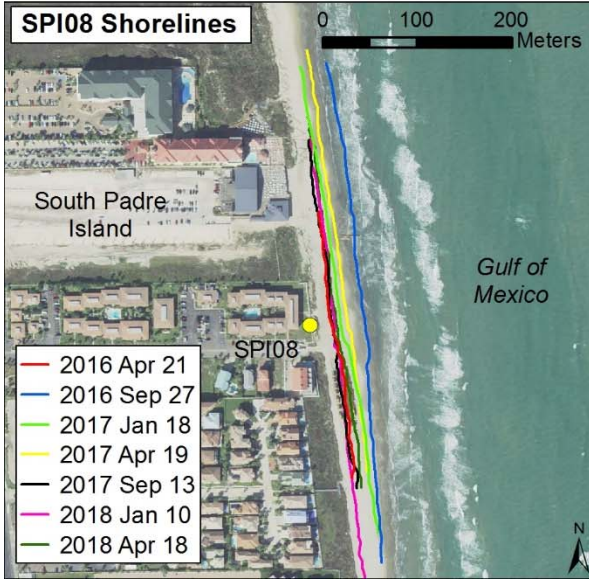 SPI08 Shorelines
0 100 200
Meters
South Padre
Island
Gulf of
Mexico
SPI08
2016 Apr 21
2016 Sep 27
2017 Jan 18
2017 Apr 19
2017 Sep 13
2018 Jan 10
2018 Apr 18
N